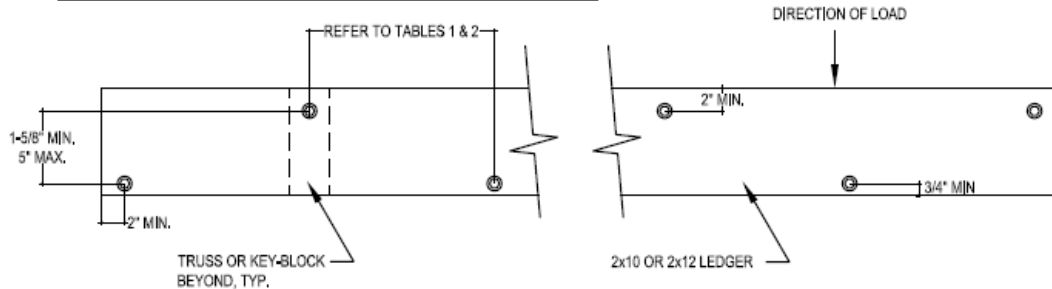 DIRECTION OF LOAD
REFER TO TABLES 1 & 2
2" MIN.
1-5/8" MIN.
5" MAX.
3/4" MIN
2" MIN.
TRUSS OR KEY-BLOCK
BEYOND, TYP.
2x10 OR 2x12 LEDGER